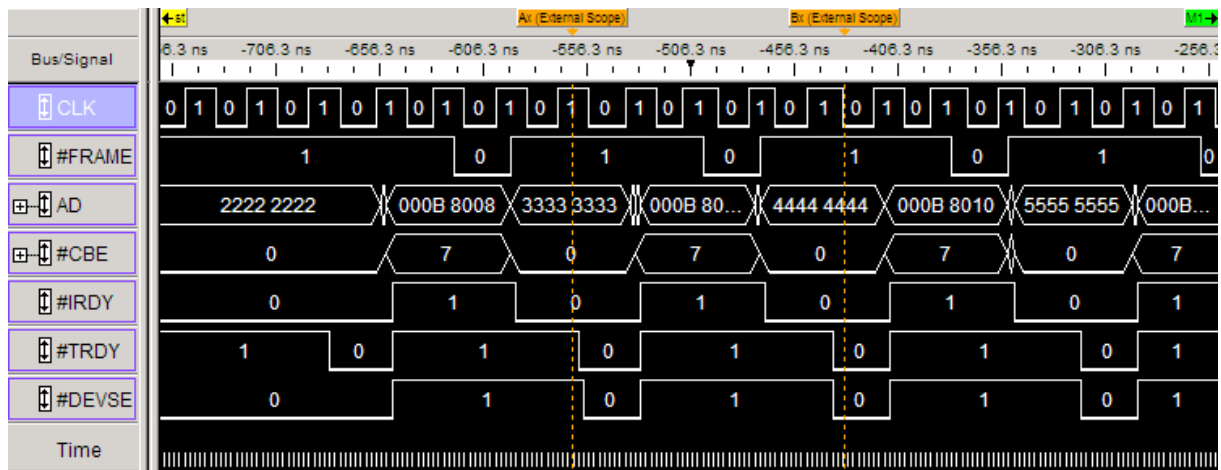 st Ax (External Scope) Bx (External Scope) M1
Bus/Signal 6.3 ns -706.3 ns -656.3 ns -606.3 ns -556.3 ns -506.3 ns -456.3 ns -406.3 ns -356.3 ns -306.3 ns -256.3
CLK 0 1 0 1 0 1 0 1 0 1 0 1 0 1 0 1 0 1 0 1 0 1 0 1 0 1 0 1 0 1 0 1
#FRAME 1 0 1 0 1 0 1 0
AD 2222 2222 000B 8008 3333 3333 000B 80... 4444 4444 000B 8010 5555 5555 000B...
#CBE 0 7 0 7 0 7 0 7
#IRDY 0 1 0 1 0 1 0 1
#TRDY 1 0 1 0 1 0 1 0 1
#DEVSE 0 1 0 1 0 1 0 1
Time